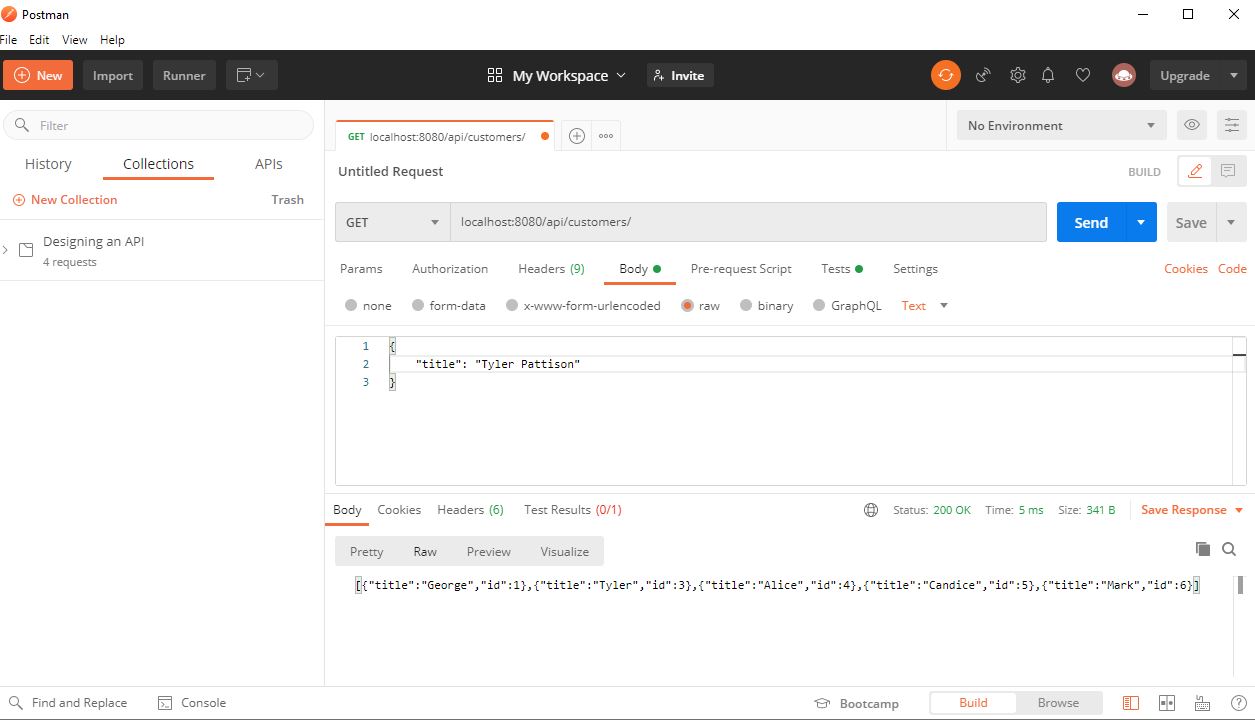 Postman
File Edit View Help
New Import Runner My Workspace Invite Upgrade
Filter
History Collections APIs
New Collection Trash
Designing an API
4 requests
GET localhost:8080/api/customers/
No Environment
Untitled Request BUILD
GET localhost:8080/api/customers/ Send Save
Params Authorization Headers (9) Body Pre-request Script Tests Settings Cookies Code
none form-data x-www-form-urlencoded raw binary GraphQL Text
1 {
2 "title": "Tyler Pattison"
3 }
Body Cookies Headers (6) Test Results (0/1) Status: 200 OK Time: 5 ms Size: 341 B Save Response
Pretty Raw Preview Visualize
[{"title":"George","id":1},{"title":"Tyler","id":3},{"title":"Alice","id":4},{"title":"Candice","id":5},{"title":"Mark","id":6}]
Find and Replace Console Bootcamp Build Browse